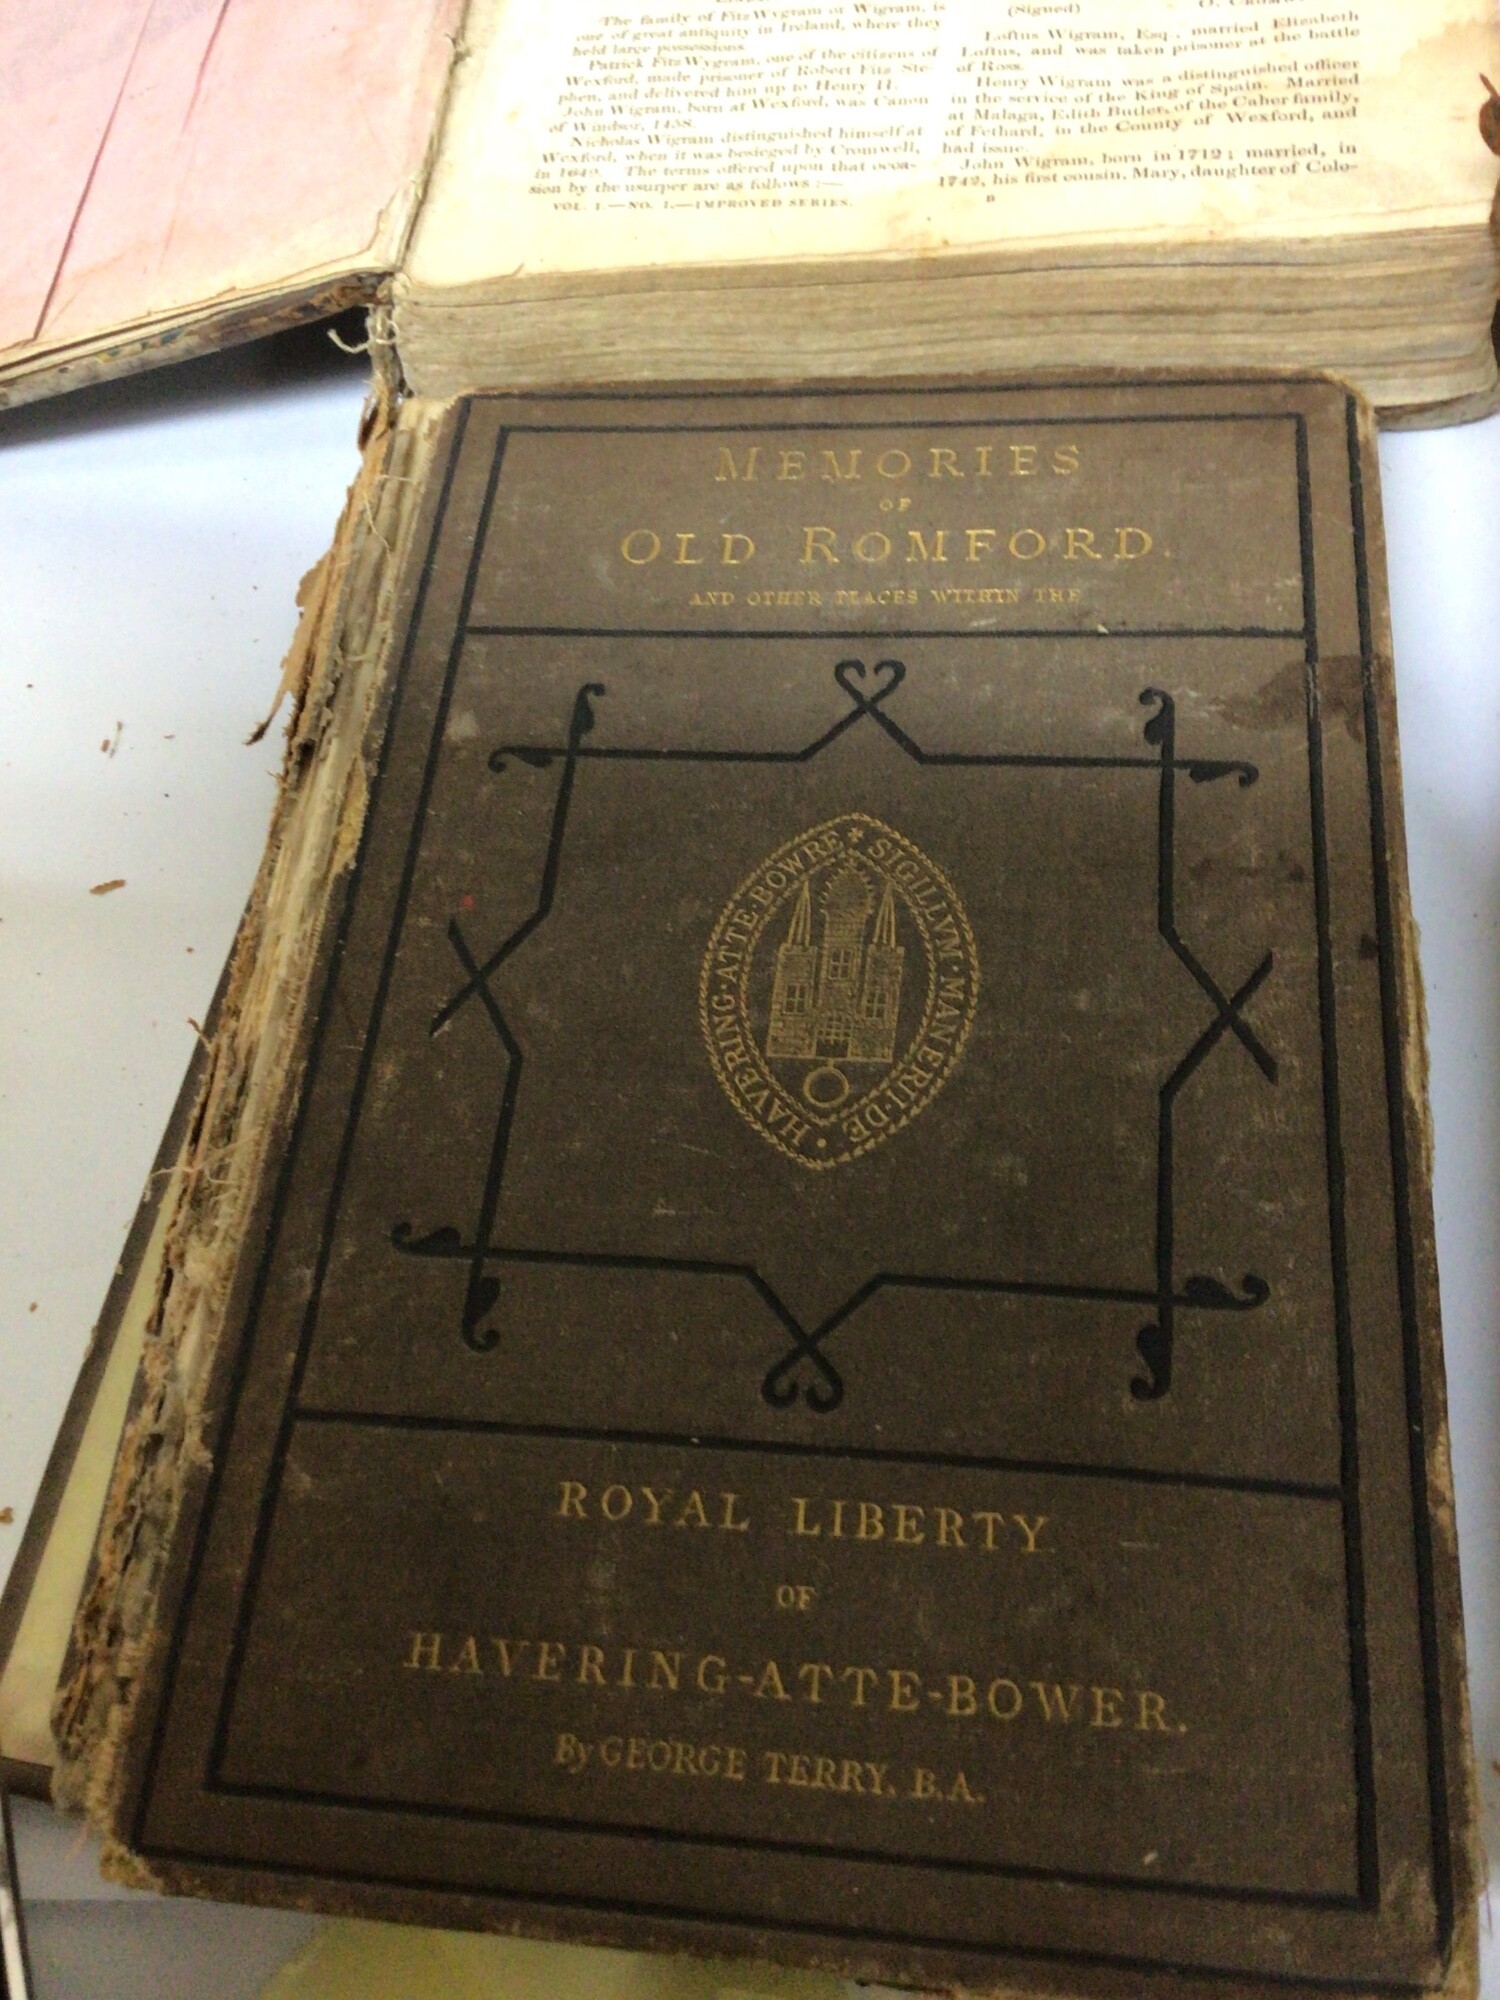 The family of FitzWygram or Wigram, is
one of great antiquity in Ireland, where they
held large possessions.
Patrick FitzWygram, one of the citizens of
Wexford, made prisoner of Robert Fitz Ste-
phen, and delivered him up to Henry II.
John Wigram, born at Wexford, was Canon
of Windsor, 1458.
Nicholas Wigram distinguished himself at
Wexford, when it was besieged by Cromwell,
in 1649. The terms offered upon that occa-
sion by the usurper are as follows :—
VOL. I.—NO. 1.—IMPROVED SERIES.
(Signed)
Loftus Wigram, Esq., married Elizabeth
Loftus, and was taken prisoner at the battle
of Ross.
Henry Wigram was a distinguished officer
in the service of the King of Spain. Married
at Malaga, Edith Butler, of the Caher family,
of Fethard, in the County of Wexford, and
had issue.
John Wigram, born in 1712; married, in
1742, his first cousin, Mary, daughter of Colo-
B
MEMORIES
OF
OLD ROMFORD.
AND OTHER PLACES WITHIN THE
SIGILLVM·MANERII·DE·HAVERING·ATTE·BOWRE
ROYAL LIBERTY
OF
HAVERING-ATTE-BOWER.
By GEORGE TERRY, B.A.